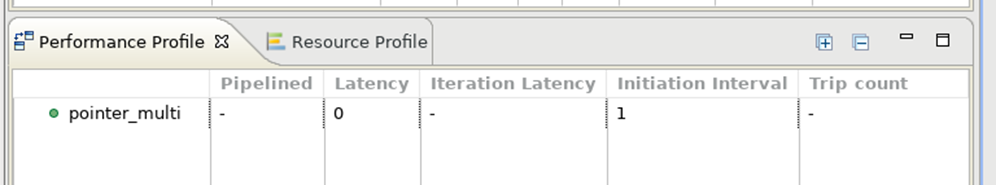 Performance Profile Resource Profile
Pipelined Latency Iteration Latency Initiation Interval Trip count
pointer_multi - 0 - 1 -